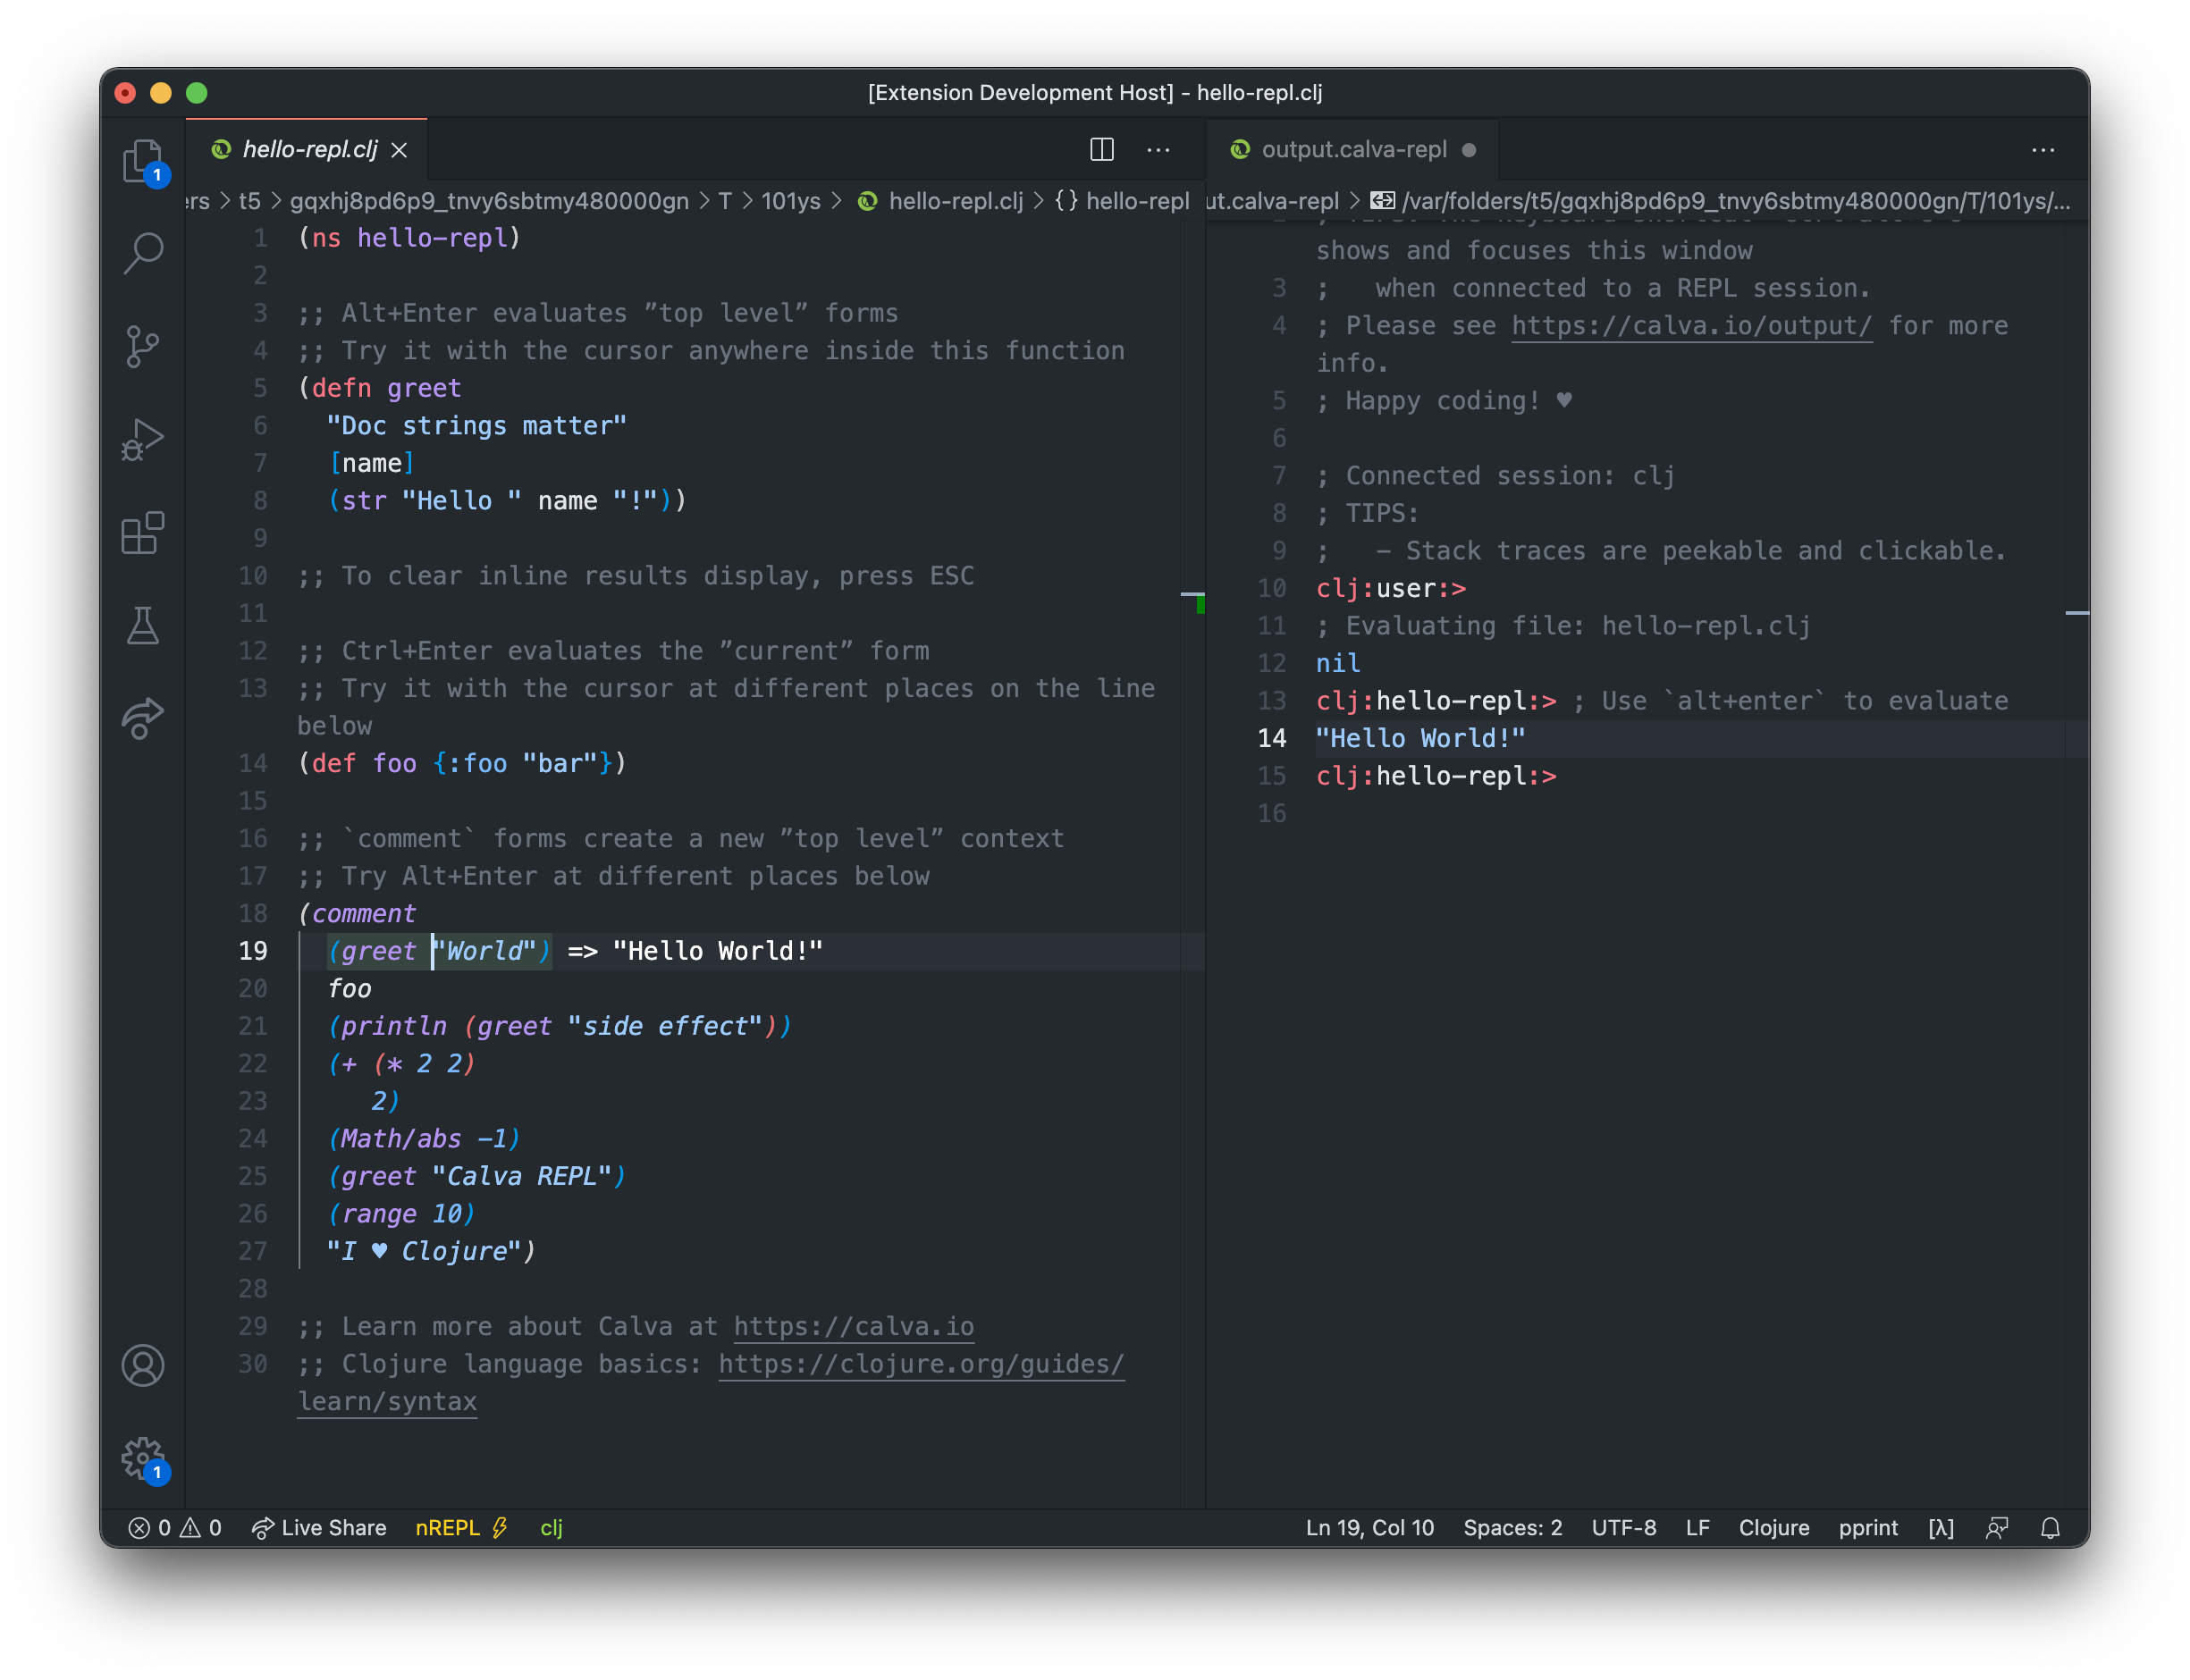 [Extension Development Host] - hello-repl.clj
hello-repl.clj
output.calva-repl
1
ers > t5 > gqxhj8pd6p9_tnvy6sbtmy480000gn > T > 101ys > hello-repl.clj > {} hello-repl
ut.calva-repl > /var/folders/t5/gqxhj8pd6p9_tnvy6sbtmy480000gn/T/101ys/...
1 (ns hello-repl)
2
3 ;; Alt+Enter evaluates ”top level” forms
4 ;; Try it with the cursor anywhere inside this function
5 (defn greet
6 "Doc strings matter"
7 [name]
8 (str "Hello " name "!"))
9
10 ;; To clear inline results display, press ESC
11
12 ;; Ctrl+Enter evaluates the ”current” form
13 ;; Try it with the cursor at different places on the line
below
14 (def foo {:foo "bar"})
15
16 ;; `comment` forms create a new ”top level” context
17 ;; Try Alt+Enter at different places below
18 (comment
19 (greet "World") => "Hello World!"
20 foo
21 (println (greet "side effect"))
22 (+ (* 2 2)
23 2)
24 (Math/abs -1)
25 (greet "Calva REPL")
26 (range 10)
27 "I ♥ Clojure")
28
29 ;; Learn more about Calva at https://calva.io
30 ;; Clojure language basics: https://clojure.org/guides/
learn/syntax
shows and focuses this window
3 ; when connected to a REPL session.
4 ; Please see https://calva.io/output/ for more
info.
5 ; Happy coding! ♥
6
7 ; Connected session: clj
8 ; TIPS:
9 ; - Stack traces are peekable and clickable.
10 clj:user:>
11 ; Evaluating file: hello-repl.clj
12 nil
13 clj:hello-repl:> ; Use `alt+enter` to evaluate
14 "Hello World!"
15 clj:hello-repl:>
16
1
0 0 Live Share nREPL clj
Ln 19, Col 10 Spaces: 2 UTF-8 LF Clojure pprint [λ]